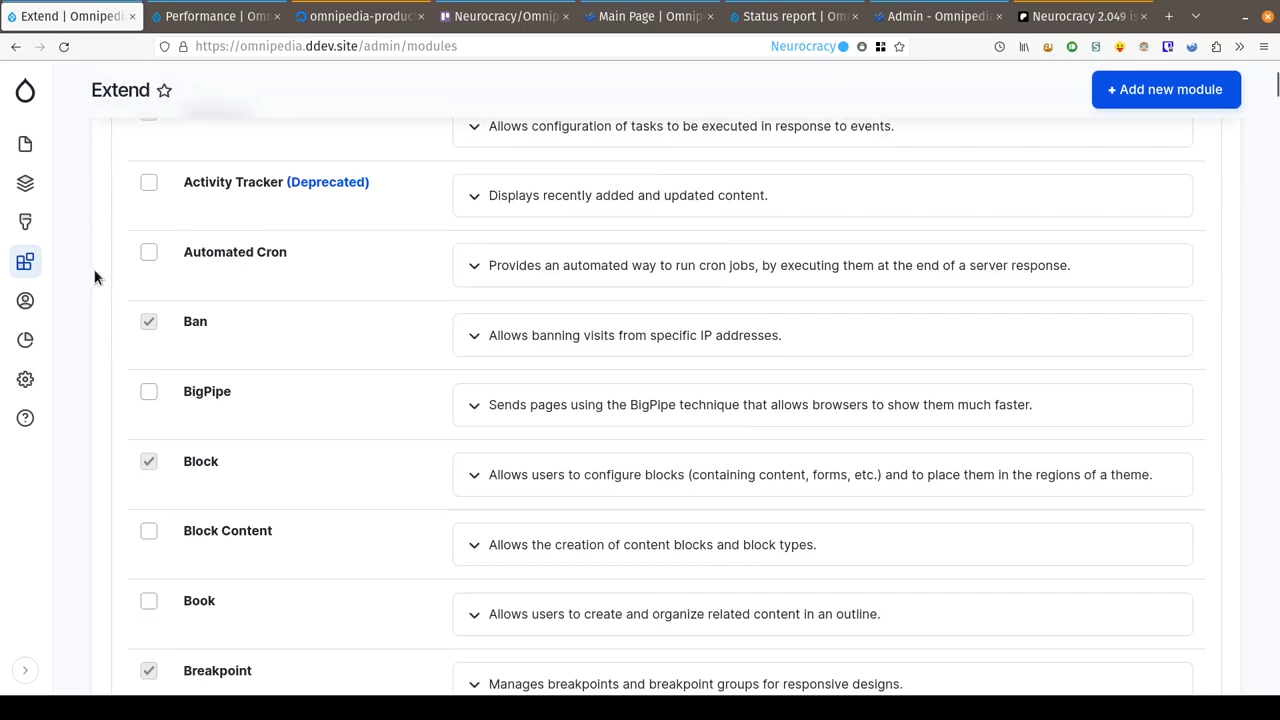 Extend | Omnipedi
Performance | Om
omnipedia-produc
Neurocracy/Omnip
Main Page | Omnip
Status report | Om
Admin - Omnipedi
Neurocracy 2.049 is
https://omnipedia.ddev.site/admin/modules
Neurocracy
Extend
+ Add new module
Allows configuration of tasks to be executed in response to events.
Activity Tracker (Deprecated)
Displays recently added and updated content.
Automated Cron
Provides an automated way to run cron jobs, by executing them at the end of a server response.
Ban
Allows banning visits from specific IP addresses.
BigPipe
Sends pages using the BigPipe technique that allows browsers to show them much faster.
Block
Allows users to configure blocks (containing content, forms, etc.) and to place them in the regions of a theme.
Block Content
Allows the creation of content blocks and block types.
Book
Allows users to create and organize related content in an outline.
Breakpoint
Manages breakpoints and breakpoint groups for responsive designs.